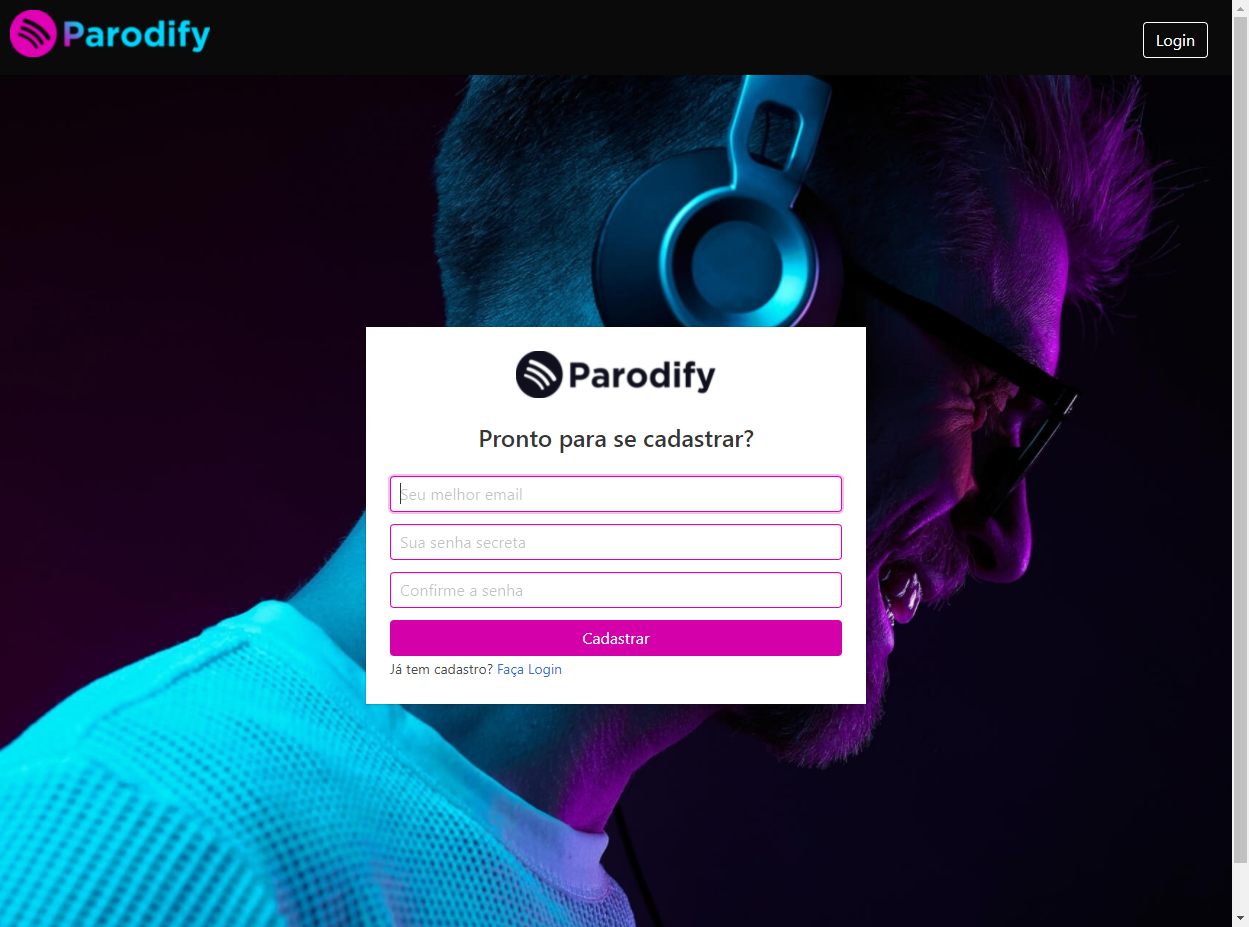 Parodify
Login
Parodify
Pronto para se cadastrar?
Seu melhor email
Sua senha secreta
Confirme a senha
Cadastrar
Já tem cadastro? Faça Login